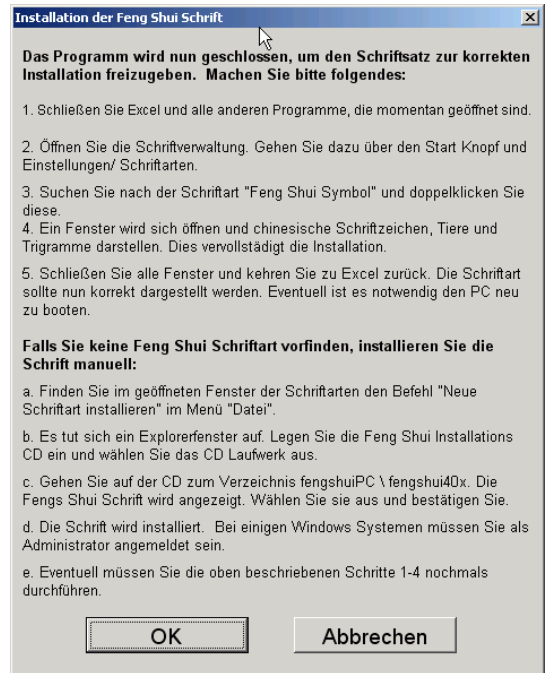 Installation der Feng Shui Schrift
Das Programm wird nun geschlossen, um den Schriftsatz zur korrekten
Installation freizugeben.  Machen Sie bitte folgendes:
1. Schließen Sie Excel und alle anderen Programme, die momentan geöffnet sind.
2. Öffnen Sie die Schriftverwaltung. Gehen Sie dazu über den Start Knopf und
Einstellungen/ Schriftarten.
3. Suchen Sie nach der Schriftart "Feng Shui Symbol" und doppelklicken Sie
diese.
4. Ein Fenster wird sich öffnen und chinesische Schriftzeichen, Tiere und
Trigramme darstellen. Dies vervollstädigt die Installation.
5. Schließen Sie alle Fenster und kehren Sie zu Excel zurück. Die Schriftart
sollte nun korrekt dargestellt werden. Eventuell ist es notwendig den PC neu
zu booten.
Falls Sie keine Feng Shui Schriftart vorfinden, installieren Sie die
Schrift manuell:
a. Finden Sie im geöffneten Fenster der Schriftarten den Befehl "Neue
Schriftart installieren" im Menü "Datei".
b. Es tut sich ein Explorerfenster auf. Legen Sie die Feng Shui Installations
CD ein und wählen Sie das CD Laufwerk aus.
c. Gehen Sie auf der CD zum Verzeichnis fengshuiPC \ fengshui40x. Die
Fengs Shui Schrift wird angezeigt. Wählen Sie sie aus und bestätigen Sie.
d. Die Schrift wird installiert.  Bei einigen Windows Systemen müssen Sie als
Administrator angemeldet sein.
e. Eventuell müssen Sie die oben beschriebenen Schritte 1-4 nochmals
durchführen.
OK
Abbrechen